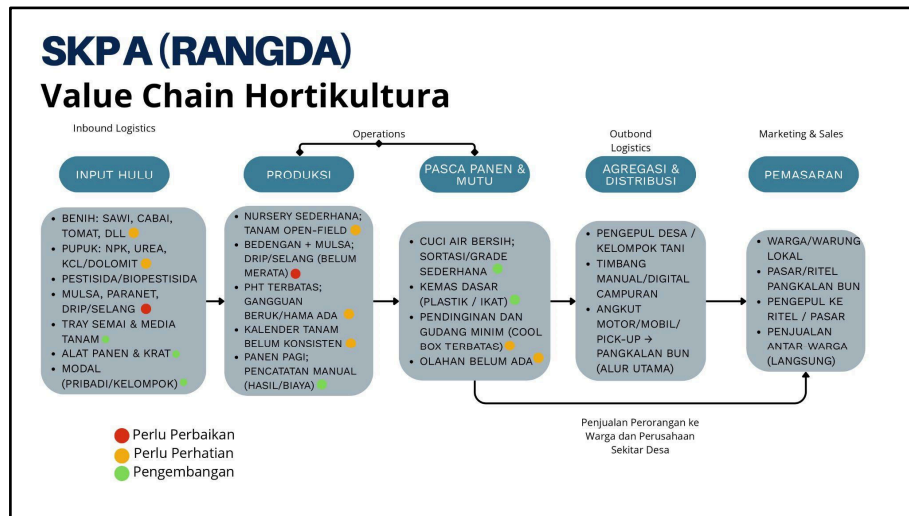 SKPA (RANGDA)
Value Chain Hortikultura
Inbound Logistics
Operations
Outbond
Logistics
Marketing & Sales
INPUT HULU
PRODUKSI
PASCA PANEN &
MUTU
AGREGASI &
DISTRIBUSI
PEMASARAN
• BENIH: SAWI, CABAI,
TOMAT, DLL
• PUPUK: NPK, UREA,
KCL/DOLOMIT
• PESTISIDA/BIOPESTISIDA
• MULSA, PARANET,
DRIP/SELANG
• TRAY SEMAI & MEDIA
TANAM
• ALAT PANEN & KRAT
• MODAL
(PRIBADI/KELOMPOK)
• NURSERY SEDERHANA;
TANAM OPEN-FIELD
• BEDENGAN + MULSA;
DRIP/SELANG (BELUM
MERATA)
• PHT TERBATAS;
GANGGUAN
BERUK/HAMA ADA
• KALENDER TANAM
BELUM KONSISTEN
• PANEN PAGI;
PENCATATAN MANUAL
(HASIL/BIAYA)
• CUCI AIR BERSIH;
SORTASI/GRADE
SEDERHANA
• KEMAS DASAR
(PLASTIK / IKAT)
• PENDINGINAN DAN
GUDANG MINIM (COOL
BOX TERBATAS)
• OLAHAN BELUM ADA
• PENGEPUL DESA /
KELOMPOK TANI
• TIMBANG
MANUAL/DIGITAL
CAMPURAN
• ANGKUT
MOTOR/MOBIL/
PICK-UP →
PANGKALAN BUN
(ALUR UTAMA)
• WARGA/WARUNG
LOKAL
• PASAR/RITEL
PANGKALAN BUN
• PENGEPUL KE
RITEL / PASAR
• PENJUALAN
ANTAR WARGA
(LANGSUNG)
Penjualan Perorangan ke
Warga dan Perusahaan
Sekitar Desa
Perlu Perbaikan
Perlu Perhatian
Pengembangan